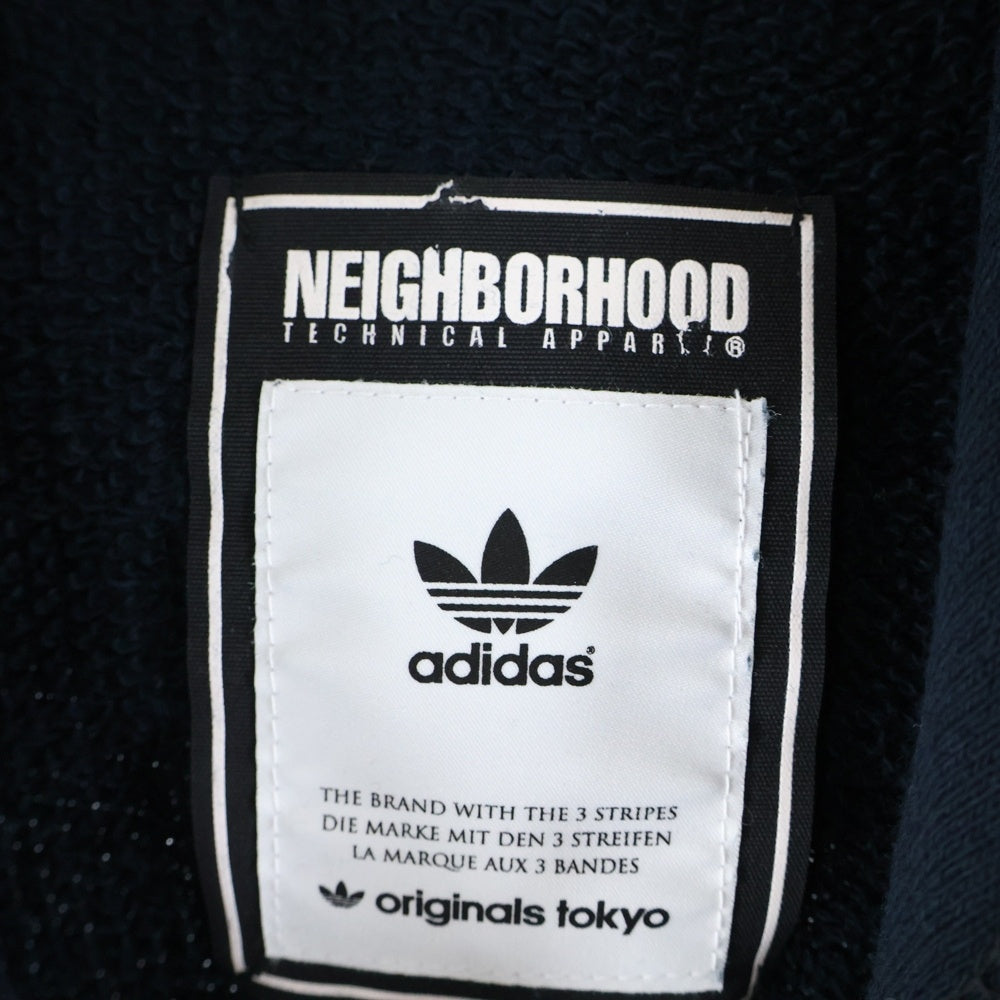 NEIGHBORHOOD
TECHNICAL ®
adidas®
THE BRAND WITH THE 3 STRIPES
DIE MARKE MIT DEN 3 STREIFEN
LA MARQUE AUX 3 BANDES
originals tokyo